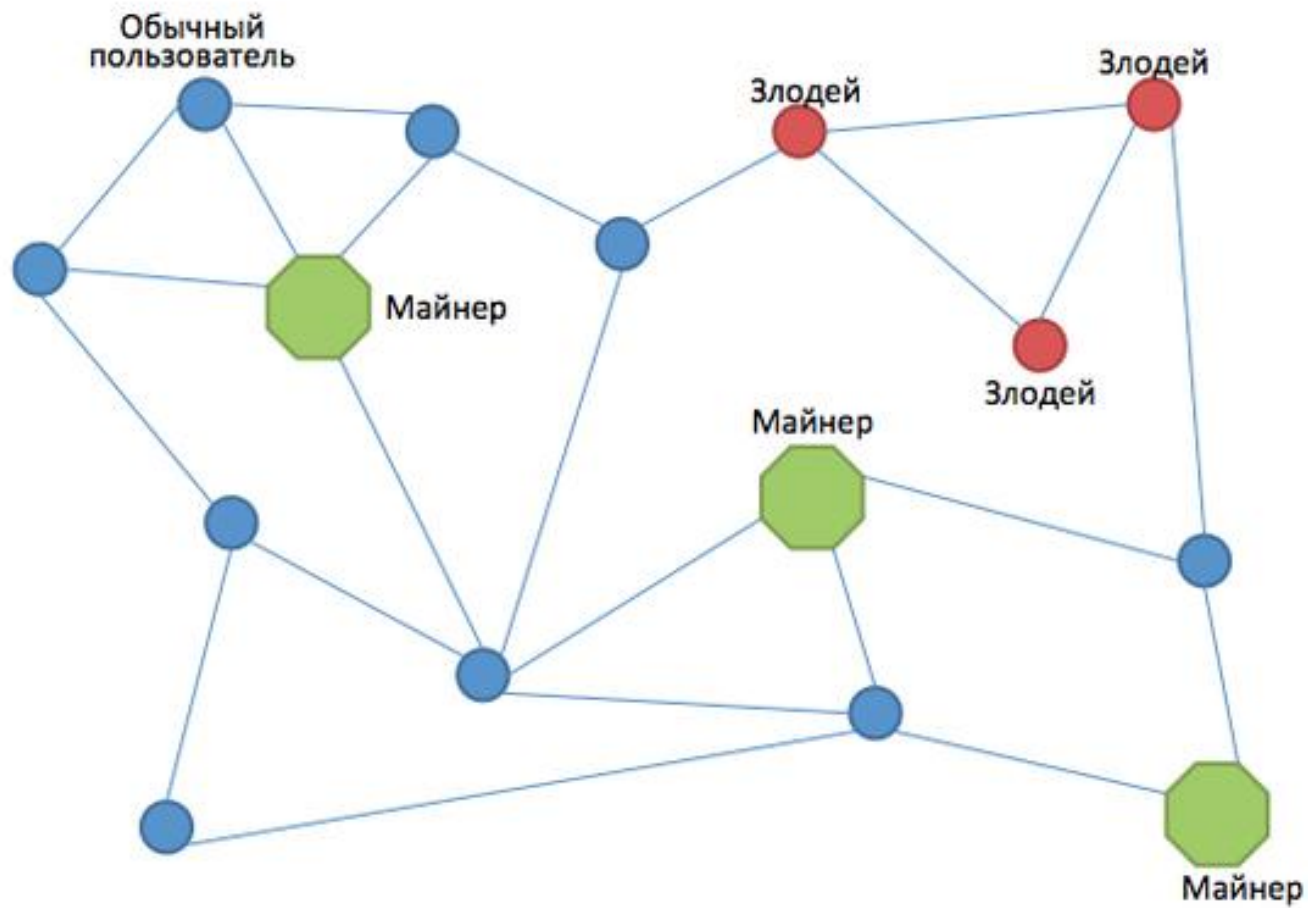 Обычный
пользователь
Злодей
Злодей
Майнер
Злодей
Майнер
Майнер